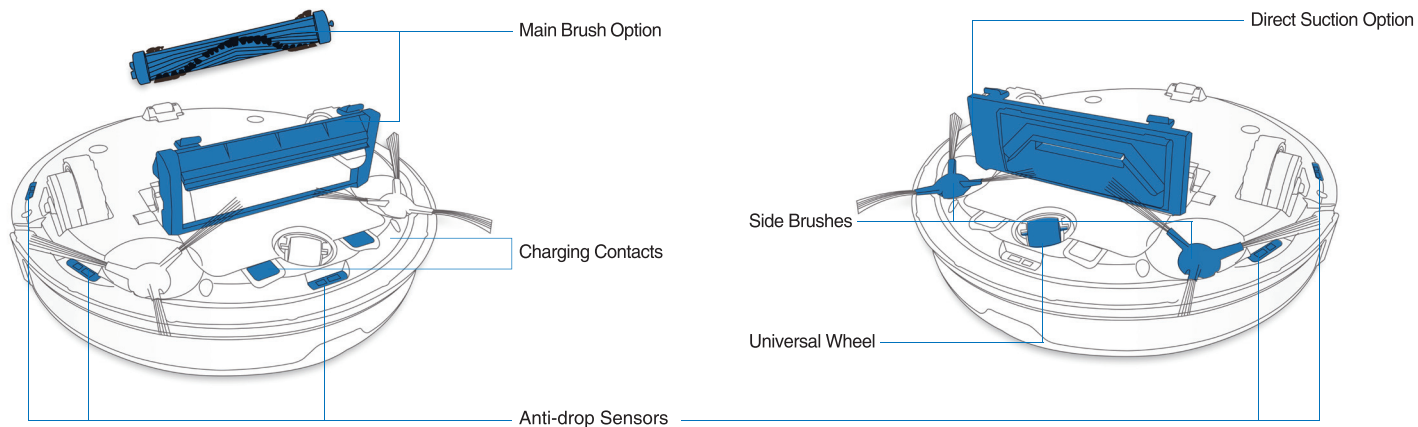 Main Brush Option
Direct Suction Option
Side Brushes
Charging Contacts
Universal Wheel
Anti-drop Sensors